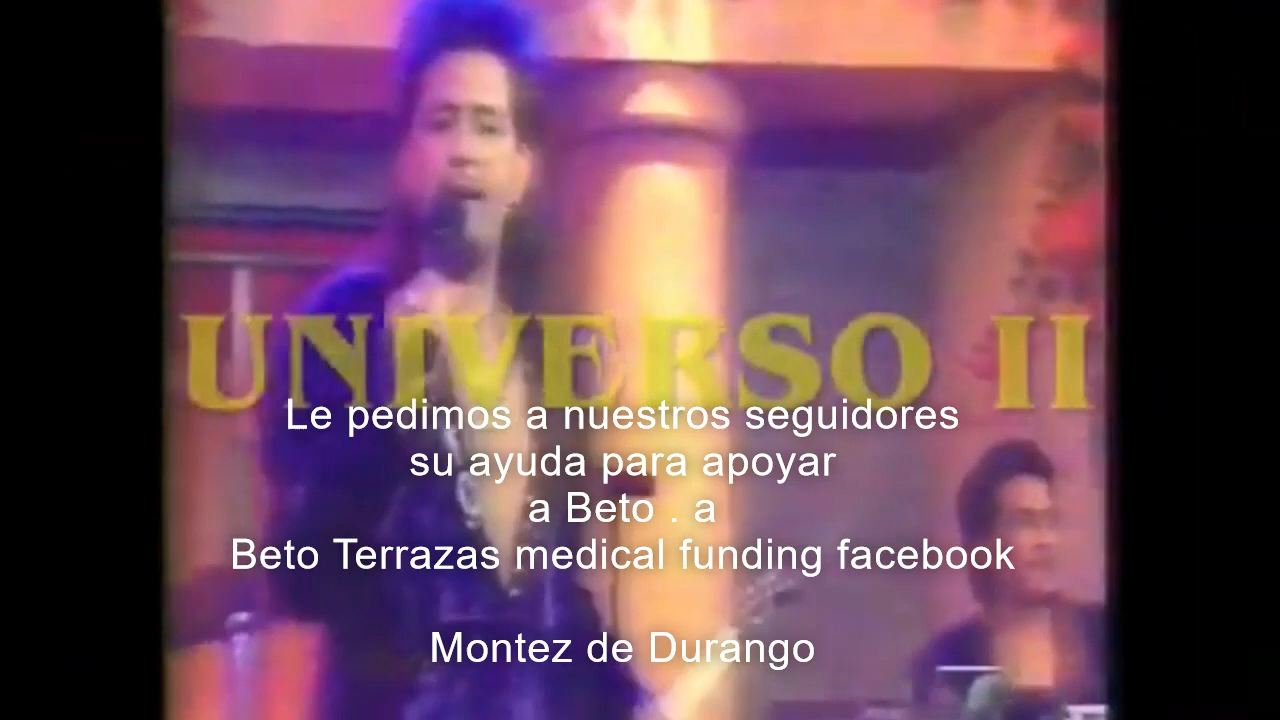 UNIVERSO II
Le pedimos a nuestros seguidores
su ayuda para apoyar
a Beto . a
Beto Terrazas medical funding facebook
Montez de Durango